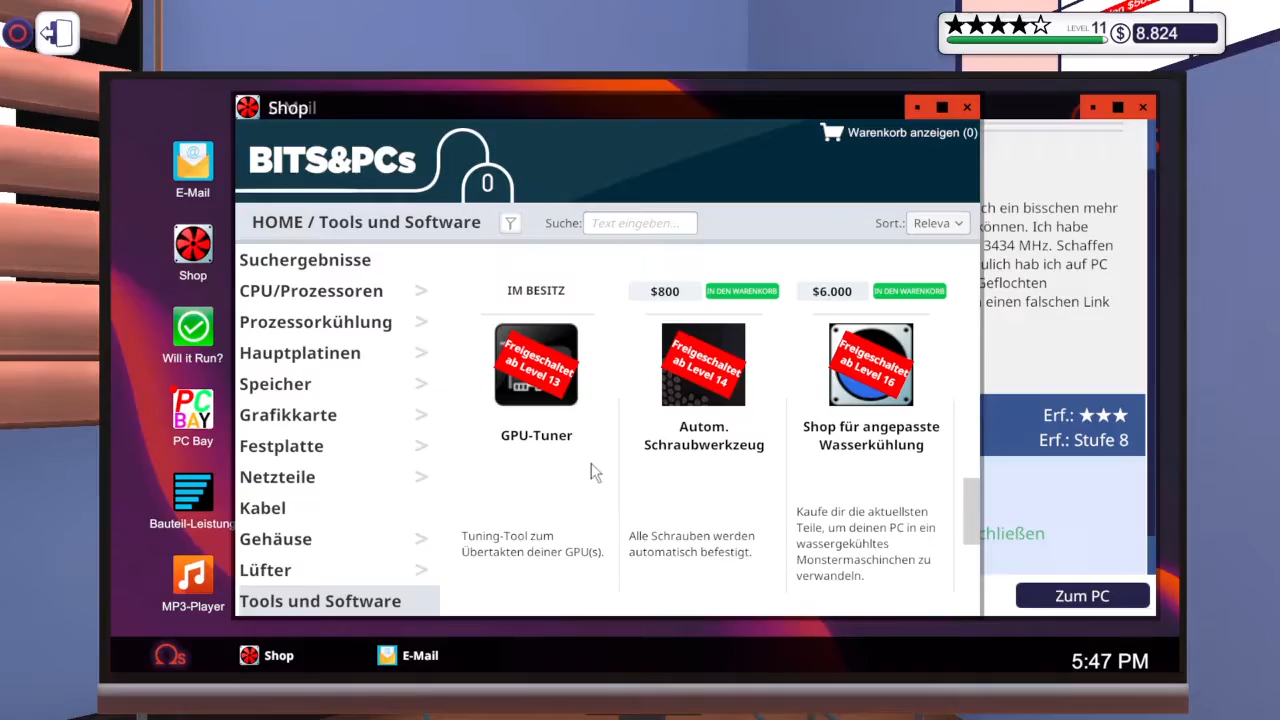 LEVEL 11 $ 8.824
Shop
E-Mail
Shop
Will it Run?
PC BAY
PC Bay
Bauteil-Leistung
MP3-Player
BITS&PCs
0
Warenkorb anzeigen (0)
HOME / Tools und Software
Suche: Text eingeben...
Sort.: Releva
Suchergebnisse
CPU/Prozessoren >
Prozessorkühlung >
Hauptplatinen >
Speicher >
Grafikkarte >
Festplatte >
Netzteile >
Kabel
Gehäuse >
Lüfter >
Tools und Software
IM BESITZ
$800 IN DEN WARENKORB
$6.000 IN DEN WARENKORB
Freigeschaltet
ab Level 13
GPU-Tuner
Tuning-Tool zum
Übertakten deiner GPU(s).
Freigeschaltet
ab Level 14
Autom.
Schraubwerkzeug
Alle Schrauben werden
automatisch befestigt.
Freigeschaltet
ab Level 16
Shop für angepasste
Wasserkühlung
Kaufe dir die aktuellsten
Teile, um deinen PC in ein
wassergekühltes
Monstermaschinchen zu
verwandeln.
ch ein bisschen mehr
können. Ich habe
3434 MHz. Schaffen
ulich hab ich auf PC
Geflochten
einen falschen Link
Erf.: ★★★
Erf.: Stufe 8
chließen
Zum PC
Ωs
Shop
E-Mail
5:47 PM